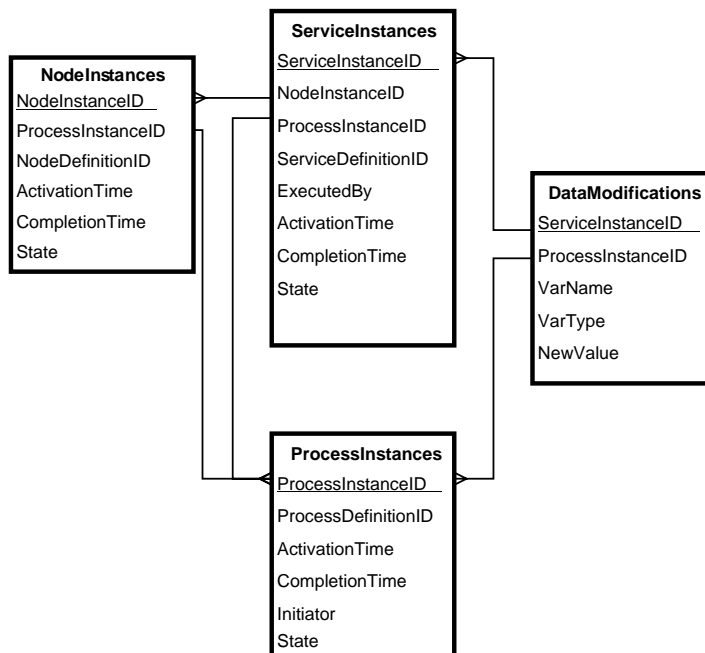 NodeInstances
NodeInstanceID
ProcessInstanceID
NodeDefinitionID
ActivationTime
CompletionTime
State
ServiceInstances
ServiceInstanceID
NodeInstanceID
ProcessInstanceID
ServiceDefinitionID
ExecutedBy
ActivationTime
CompletionTime
State
DataModifications
ServiceInstanceID
ProcessInstanceID
VarName
VarType
NewValue
ProcessInstances
ProcessInstanceID
ProcessDefinitionID
ActivationTime
CompletionTime
Initiator
State